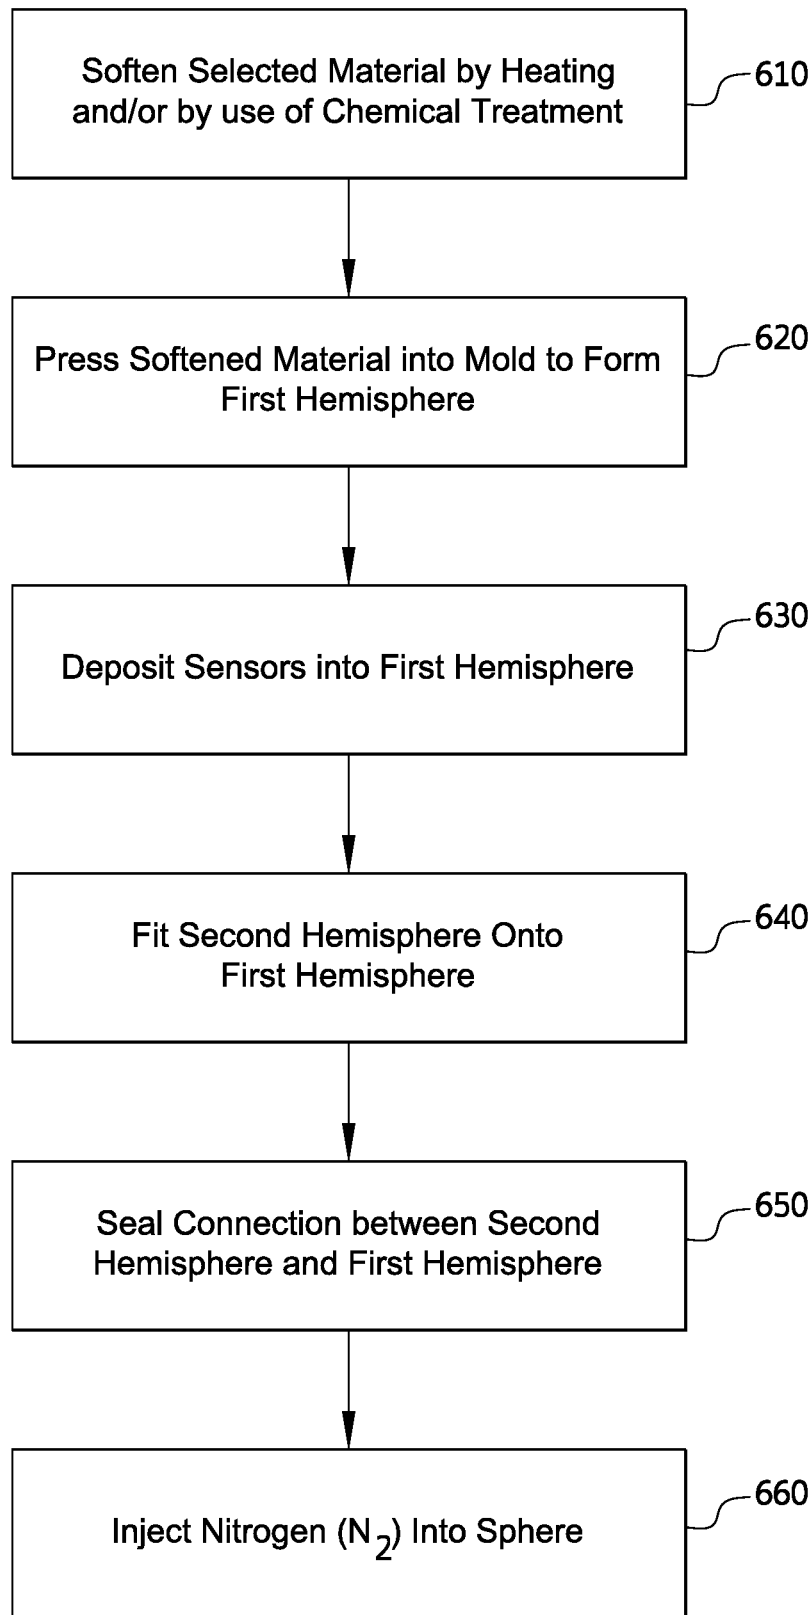 Soften Selected Material by Heating
and/or by use of Chemical Treatment
610
Press Softened Material into Mold to Form
First Hemisphere
620
Deposit Sensors into First Hemisphere
630
Fit Second Hemisphere Onto
First Hemisphere
640
Seal Connection between Second
Hemisphere and First Hemisphere
650
Inject Nitrogen (N2) Into Sphere
660